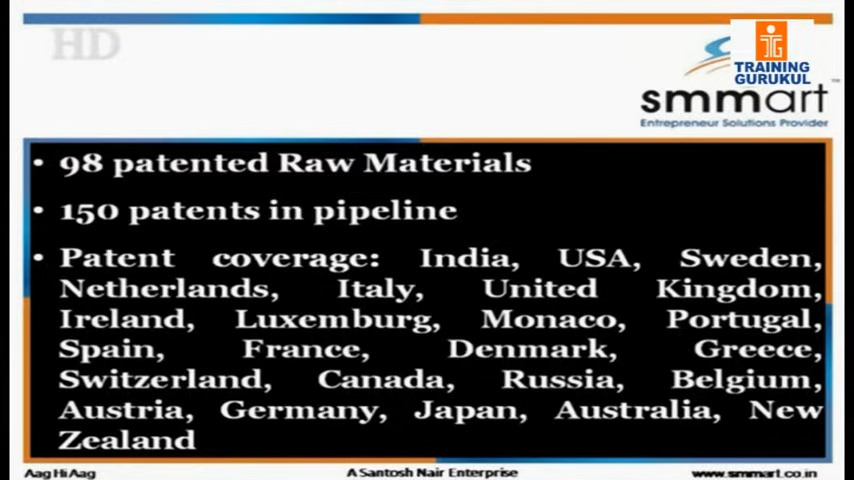 HD
TRAINING
GURUKUL
smmart
™
Entrepreneur Solutions Provider
• 98 patented Raw Materials
• 150 patents in pipeline
• Patent coverage: India, USA, Sweden,
Netherlands, Italy, United Kingdom,
Ireland, Luxemburg, Monaco, Portugal,
Spain, France, Denmark, Greece,
Switzerland, Canada, Russia, Belgium,
Austria, Germany, Japan, Australia, New
Zealand
Aag Hi Aag
A Santosh Nair Enterprise
www.smmart.co.in